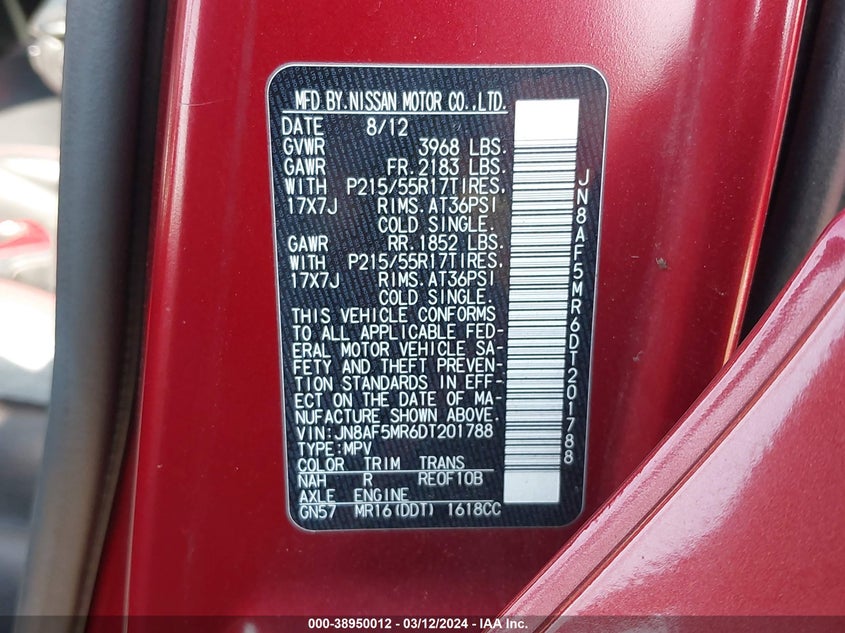 MFD BY.NISSAN MOTOR CO.,LTD.
DATE 8/12
GVWR 3968 LBS.
GAWR FR.2183 LBS.
WITH P215/55R17TIRES.
17X7J RIMS.AT36PSI
COLD SINGLE.
GAWR RR.1852 LBS.
WITH P215/55R17TIRES.
17X7J RIMS.AT36PSI
COLD SINGLE.
THIS VEHICLE CONFORMS
TO ALL APPLICABLE FED-
ERAL MOTOR VEHICLE SA-
FETY AND THEFT PREVEN-
TION STANDARDS IN EFF-
ECT ON THE DATE OF MA-
NUFACTURE SHOWN ABOVE.
VIN:JN8AF5MR6DT201788
TYPE:MPV
COLOR TRIM TRANS
NAH R RE0F10B
AXLE ENGINE
GN57 MR16(DDT) 1618CC
JN8AF5MR6DT201788
000-38950012 - 03/12/2024 - IAA Inc.